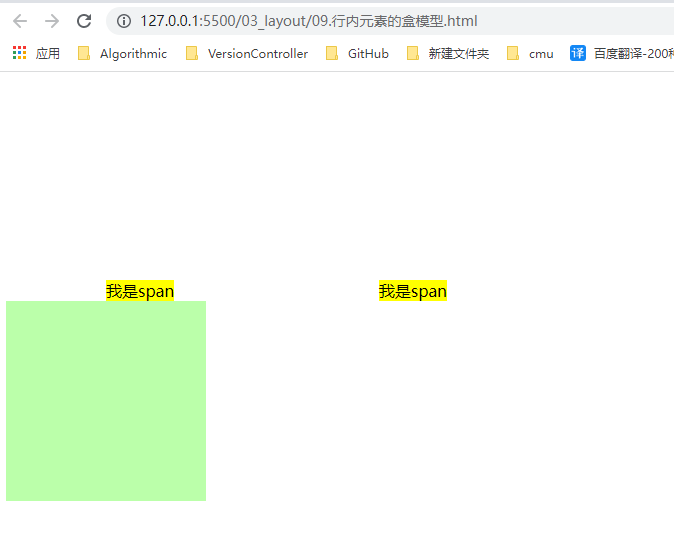 127.0.0.1:5500/03_layout/09.行内元素的盒模型.html
应用 Algorithmic VersionController GitHub 新建文件夹 cmu 译 百度翻译-200
我是span 我是span